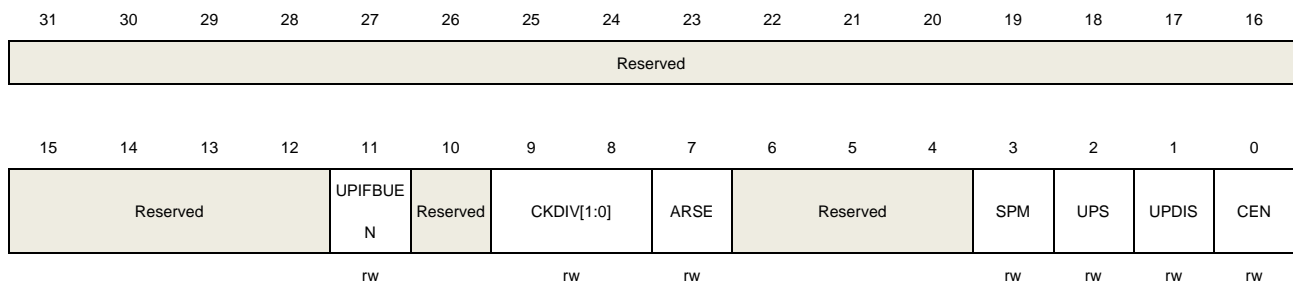 31 30 29 28 27 26 25 24 23 22 21 20 19 18 17 16
Reserved
15 14 13 12 11 10 9 8 7 6 5 4 3 2 1 0
Reserved UPIFBUE
N Reserved CKDIV[1:0] ARSE Reserved SPM UPS UPDIS CEN
rw rw rw rw rw rw rw